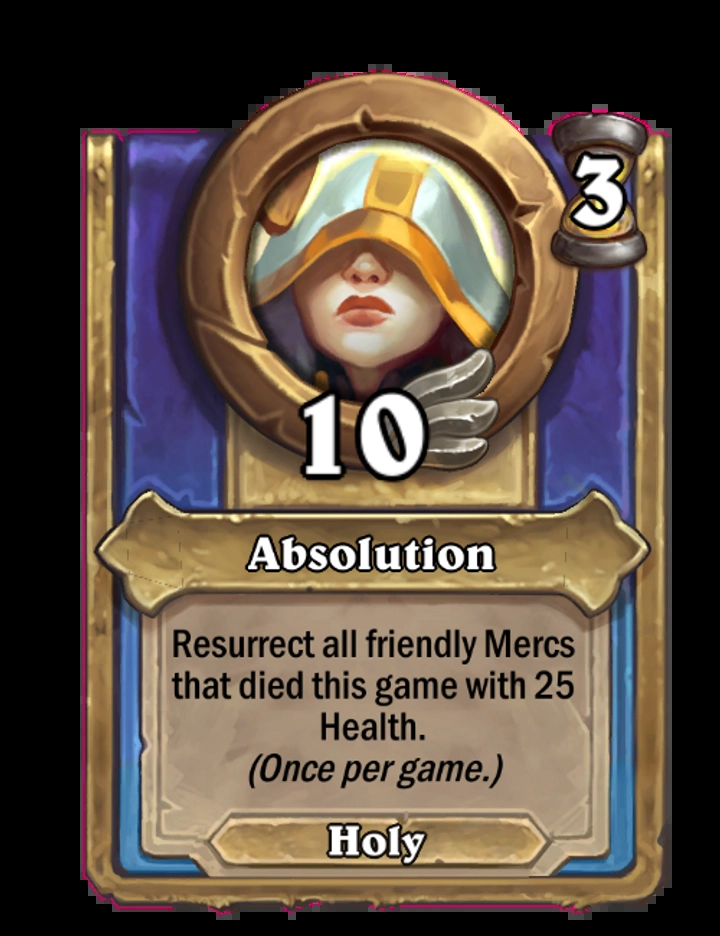 3
10
Absolution
Resurrect all friendly Mercs
that died this game with 25
Health.
(Once per game.)
Holy